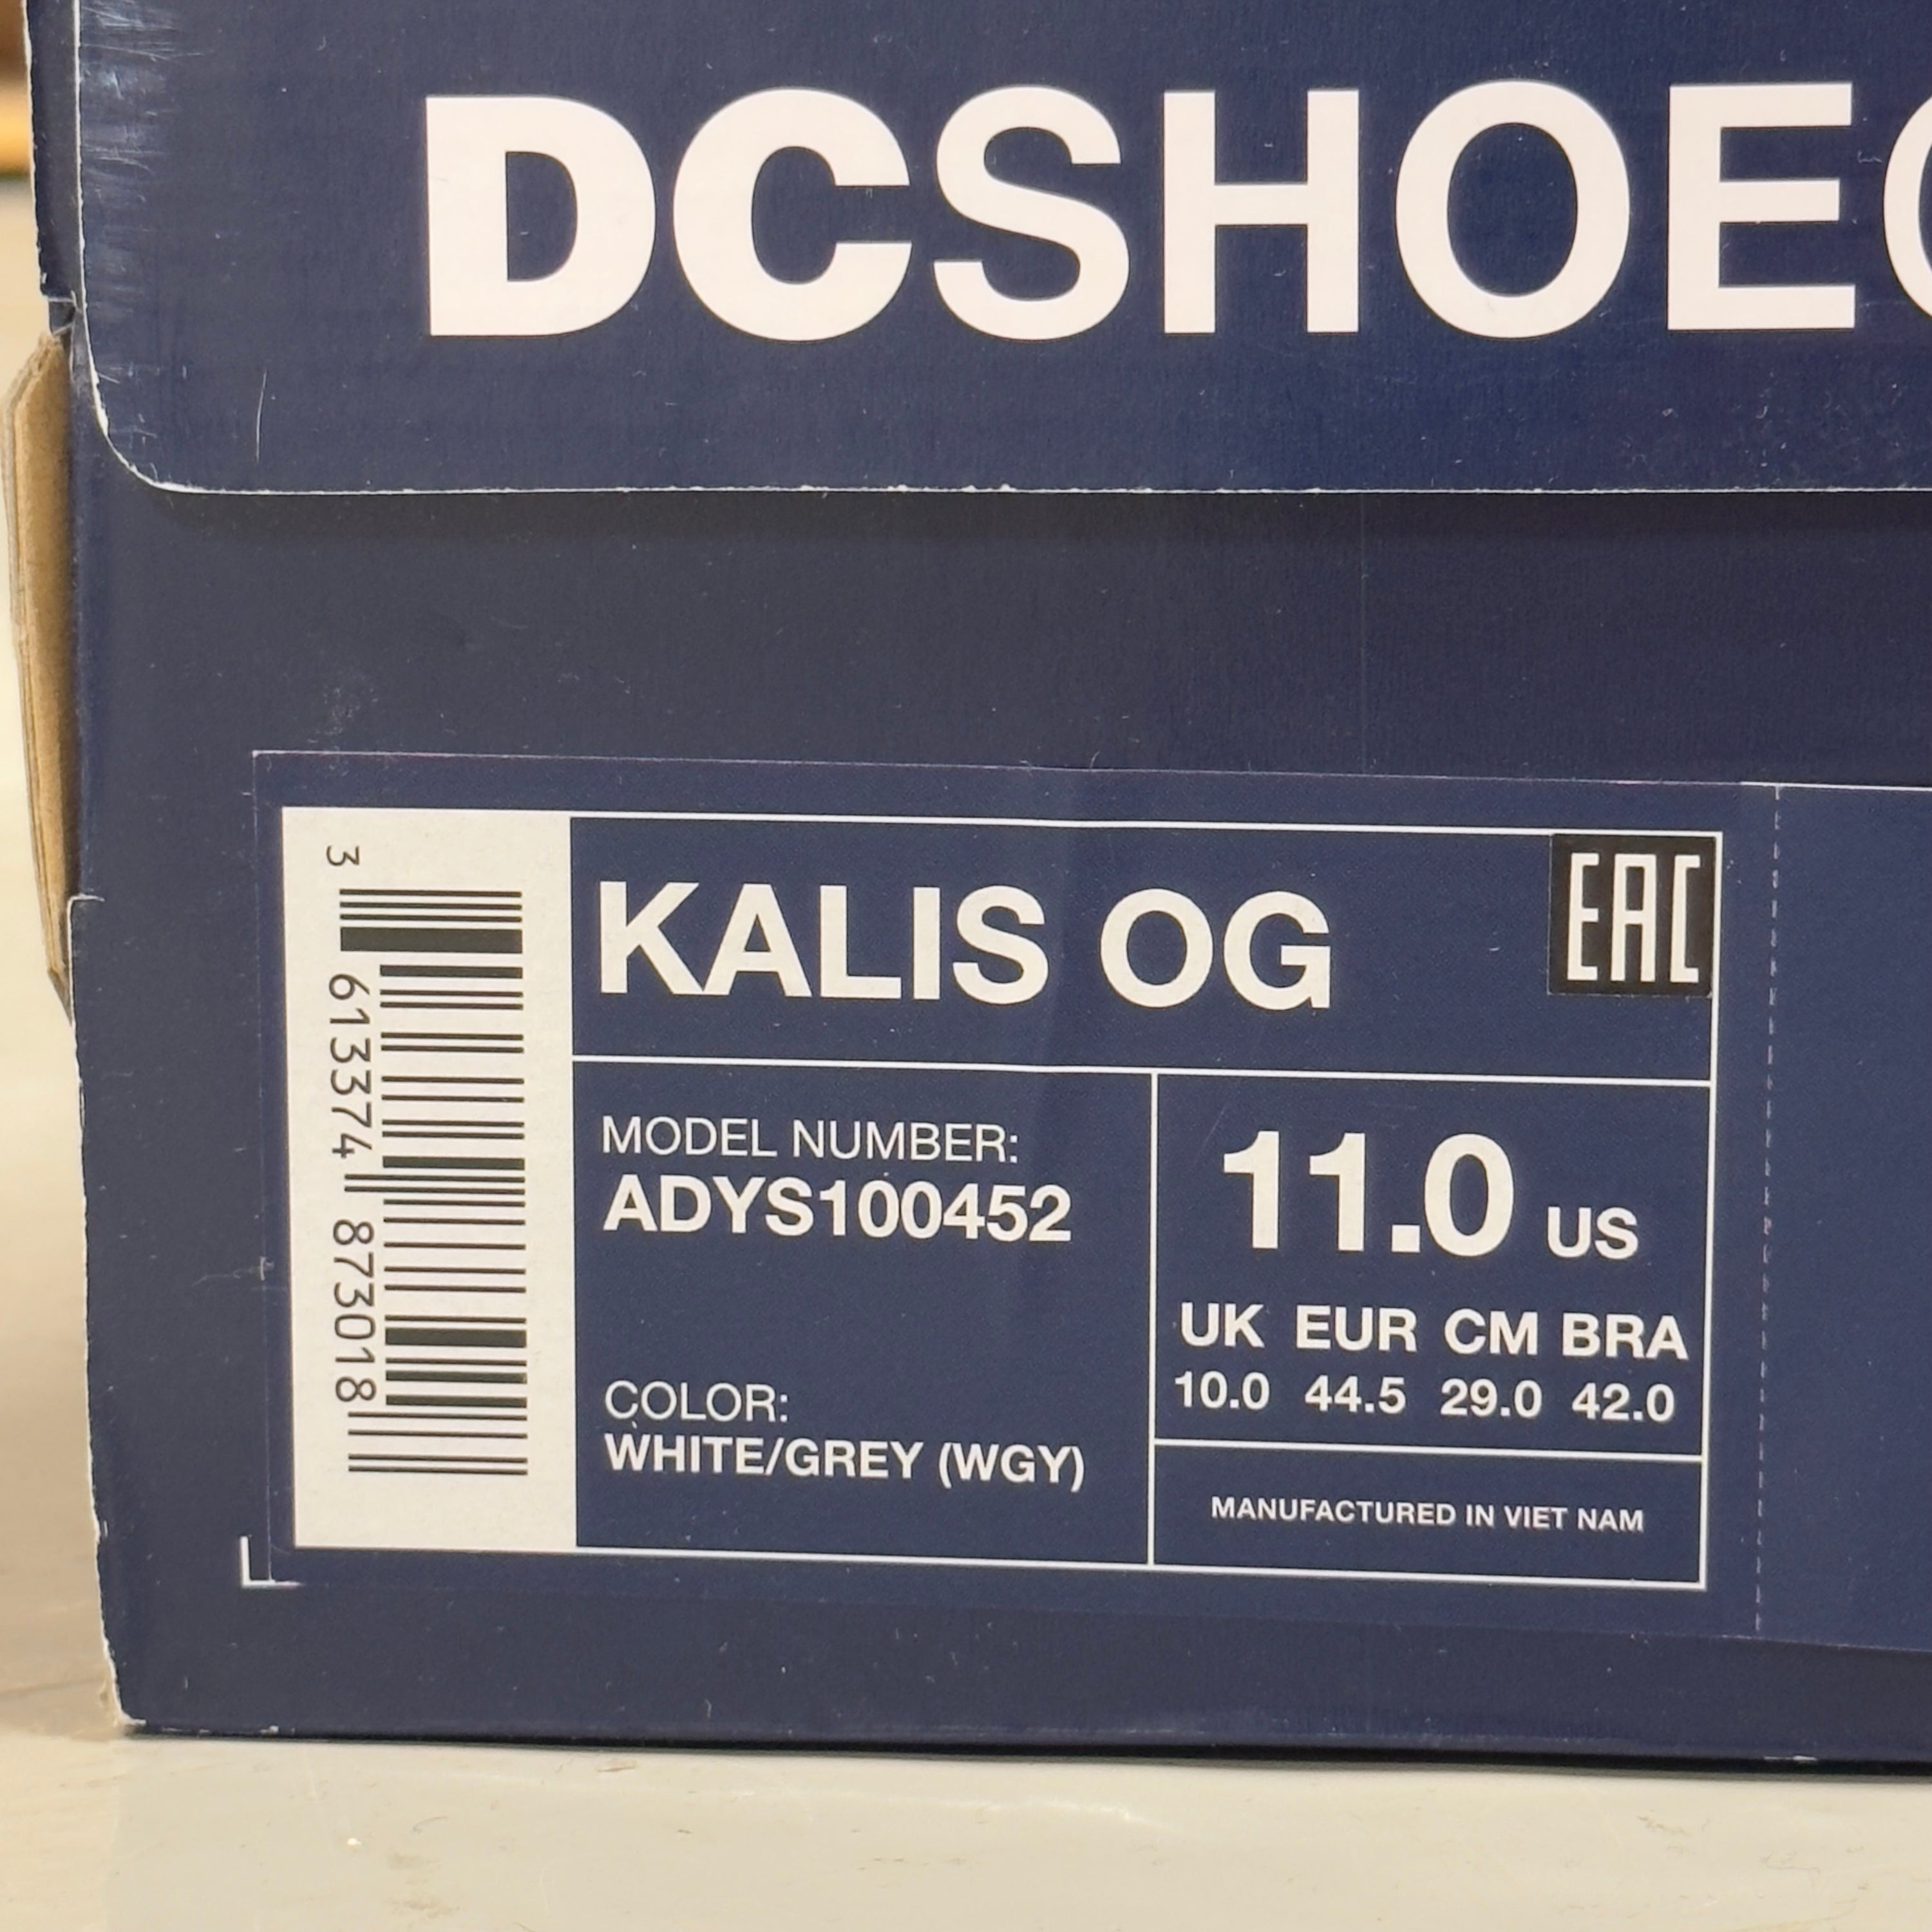 DCSHOEC
KALIS OG
EAC
3 613374 873018
MODEL NUMBER:
ADYS100452
COLOR:
WHITE/GREY (WGY)
11.0 US
UK EUR CM BRA
10.0 44.5 29.0 42.0
MANUFACTURED IN VIET NAM